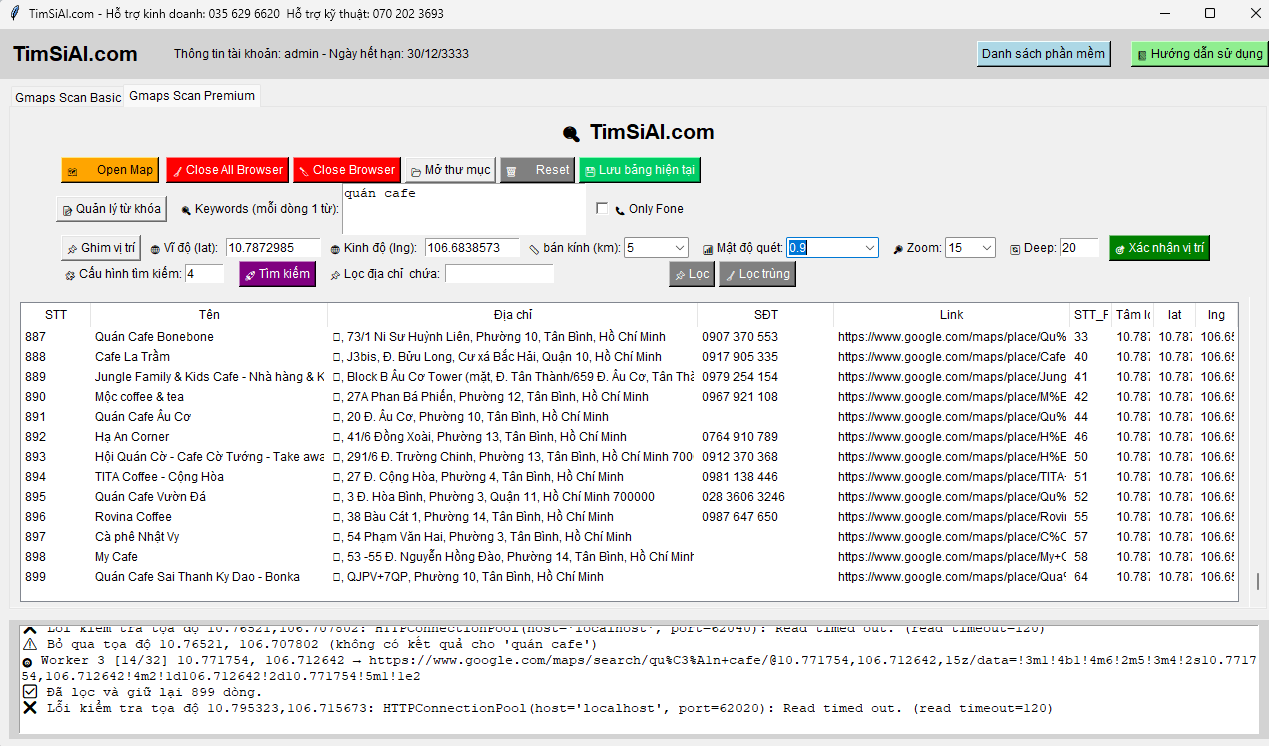 TimSiAI.com - Hỗ trợ kinh doanh: 035 629 6620 Hỗ trợ kỹ thuật: 070 202 3693
TimSiAI.com Thông tin tài khoản: admin - Ngày hết hạn: 30/12/3333 Danh sách phần mềm Hướng dẫn sử dụng
Gmaps Scan Basic Gmaps Scan Premium
TimSiAI.com
Open Map Close All Browser Close Browser Mở thư mục Reset Lưu bảng hiện tại
quán cafe
Quản lý từ khóa Keywords (mỗi dòng 1 từ): Only Fone
Ghim vị trí Vĩ độ (lat): 10.7872985 Kinh độ (lng): 106.6838573 bán kính (km): 5 Mật độ quét: 0.9 Zoom: 15 Deep: 20 Xác nhận vị trí
Cấu hình tìm kiếm: 4 Tìm kiếm Lọc địa chỉ chứa: Lọc Lọc trùng
STT Tên Địa chỉ SĐT Link STT_F Tâm lo lat lng
887 Quán Cafe Bonebone , 73/1 Ni Sư Huỳnh Liên, Phường 10, Tân Bình, Hồ Chí Minh 0907 370 553 https://www.google.com/maps/place/Qu% 33 10.787 10.787 106.65
888 Cafe La Trầm , J3bis, Đ. Bửu Long, Cư xá Bắc Hải, Quận 10, Hồ Chí Minh 0917 905 335 https://www.google.com/maps/place/Cafe 40 10.787 10.787 106.65
889 Jungle Family & Kids Cafe - Nhà hàng & K , Block B Âu Cơ Tower (mặt, Đ. Tân Thành/659 Đ. Âu Cơ, Tân Thà 0979 254 154 https://www.google.com/maps/place/Jung 41 10.787 10.787 106.65
890 Mộc coffee & tea , 27A Phan Bá Phiến, Phường 12, Tân Bình, Hồ Chí Minh 0967 921 108 https://www.google.com/maps/place/M%E 42 10.787 10.787 106.65
891 Quán Cafe Âu Cơ , 20 Đ. Âu Cơ, Phường 10, Tân Bình, Hồ Chí Minh https://www.google.com/maps/place/Qu% 44 10.787 10.787 106.65
892 Hạ An Corner , 41/6 Đồng Xoài, Phường 13, Tân Bình, Hồ Chí Minh 0764 910 789 https://www.google.com/maps/place/H%E 46 10.787 10.787 106.65
893 Hội Quán Cờ - Cafe Cờ Tướng - Take awa , 291/6 Đ. Trường Chinh, Phường 13, Tân Bình, Hồ Chí Minh 700 0912 370 368 https://www.google.com/maps/place/H%E 50 10.787 10.787 106.65
894 TITA Coffee - Cộng Hòa , 27 Đ. Cộng Hòa, Phường 4, Tân Bình, Hồ Chí Minh 0981 138 446 https://www.google.com/maps/place/TITA+ 51 10.787 10.787 106.65
895 Quán Cafe Vườn Đá , 3 Đ. Hòa Bình, Phường 3, Quận 11, Hồ Chí Minh 700000 028 3606 3246 https://www.google.com/maps/place/Qu% 52 10.787 10.787 106.65
896 Rovina Coffee , 38 Bàu Cát 1, Phường 14, Tân Bình, Hồ Chí Minh 0987 647 650 https://www.google.com/maps/place/Rovi 55 10.787 10.787 106.65
897 Cà phê Nhật Vy , 54 Phạm Văn Hai, Phường 3, Tân Bình, Hồ Chí Minh https://www.google.com/maps/place/C%C 57 10.787 10.787 106.65
898 My Cafe , 53 -55 Đ. Nguyễn Hồng Đào, Phường 14, Tân Bình, Hồ Chí Minh https://www.google.com/maps/place/My+C 58 10.787 10.787 106.65
899 Quán Cafe Sai Thanh Ky Dao - Bonka , QJPV+7QP, Phường 10, Tân Bình, Hồ Chí Minh https://www.google.com/maps/place/Qua% 64 10.787 10.787 106.65
Lỗi kiểm tra tọa độ 10.76521,106.707802: HTTPConnectionPool(host='localhost', port=62040): Read timed out. (read timeout=120)
Bỏ qua tọa độ 10.76521, 106.707802 (không có kết quả cho 'quán cafe')
Worker 3 [14/32] 10.771754, 106.712642 → https://www.google.com/maps/search/qu%C3%A1n+cafe/@10.771754,106.712642,15z/data=!3m1!4b1!4m6!2m5!3m4!2s10.7717
54,106.712642!4m2!1d106.712642!2d10.771754!5m1!1e2
Đã lọc và giữ lại 899 dòng.
Lỗi kiểm tra tọa độ 10.795323,106.715673: HTTPConnectionPool(host='localhost', port=62020): Read timed out. (read timeout=120)